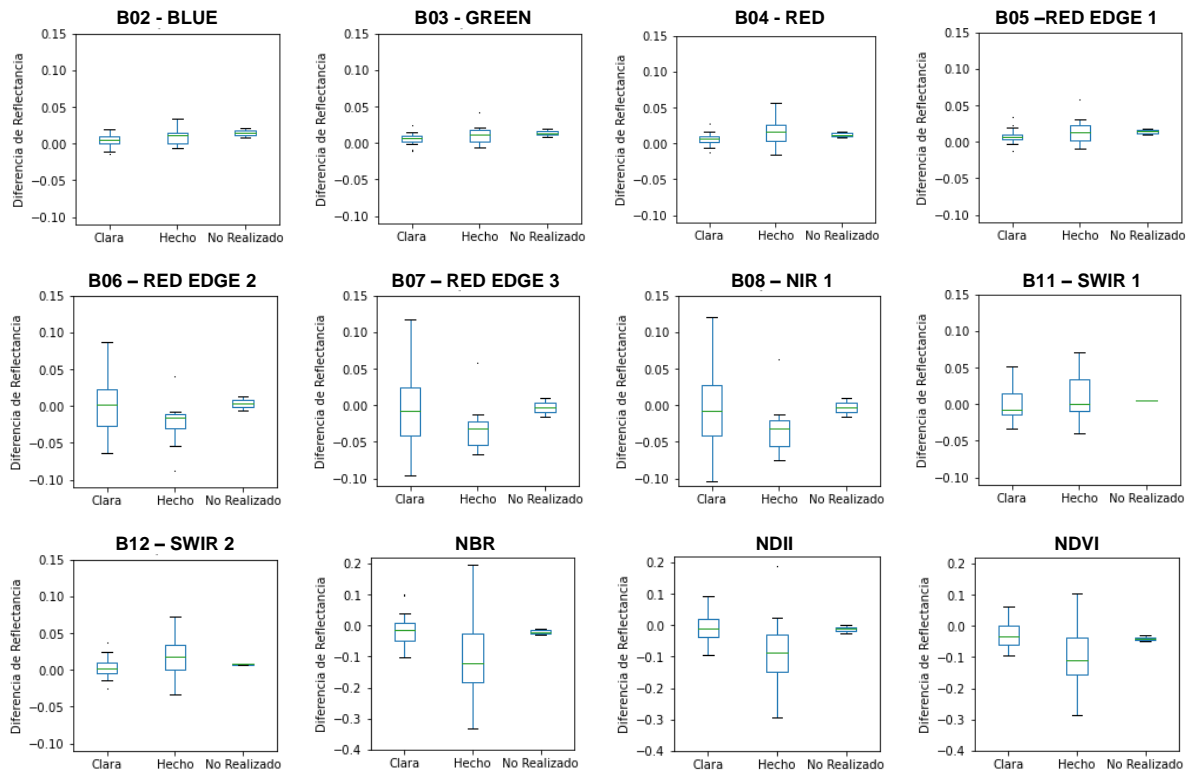 B02 - BLUE
B03 - GREEN
B04 - RED
B05 –RED EDGE 1
Diferencia de Reflectancia
0.15
0.10
0.05
0.00
−0.05
−0.10
Clara Hecho No Realizado
Diferencia de Reflectancia
0.15
0.10
0.05
0.00
−0.05
−0.10
Clara Hecho No Realizado
Diferencia de Reflectancia
0.15
0.10
0.05
0.00
−0.05
−0.10
Clara Hecho No Realizado
Diferencia de Reflectancia
0.15
0.10
0.05
0.00
−0.05
−0.10
Clara Hecho No Realizado
B06 – RED EDGE 2
B07 – RED EDGE 3
B08 – NIR 1
B11 – SWIR 1
Diferencia de Reflectancia
0.15
0.10
0.05
0.00
−0.05
−0.10
Clara Hecho No Realizado
Diferencia de Reflectancia
0.15
0.10
0.05
0.00
−0.05
−0.10
Clara Hecho No Realizado
Diferencia de Reflectancia
0.15
0.10
0.05
0.00
−0.05
−0.10
Clara Hecho No Realizado
Diferencia de Reflectancia
0.15
0.10
0.05
0.00
−0.05
−0.10
Clara Hecho No Realizado
B12 – SWIR 2
NBR
NDII
NDVI
Diferencia de Reflectancia
0.15
0.10
0.05
0.00
−0.05
−0.10
Clara Hecho No Realizado
Diferencia de Reflectancia
0.2
0.1
0.0
−0.1
−0.2
−0.3
−0.4
Clara Hecho No Realizado
Diferencia de Reflectancia
0.2
0.1
0.0
−0.1
−0.2
−0.3
−0.4
Clara Hecho No Realizado
Diferencia de Reflectancia
0.2
0.1
0.0
−0.1
−0.2
−0.3
−0.4
Clara Hecho No Realizado